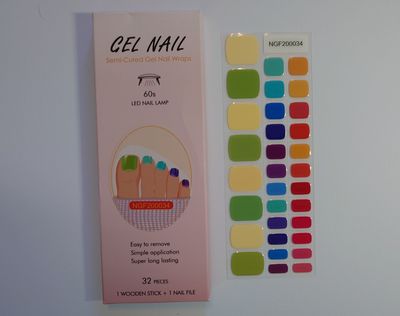 GEL NAIL
Semi-Cured Gel Nail Wraps
60s
LED NAIL LAMP
NGF200034
Easy to remove
Simple application
Super long lasting
32 PIECES
1 WOODEN STICK + 1 NAIL FILE
NGF200034